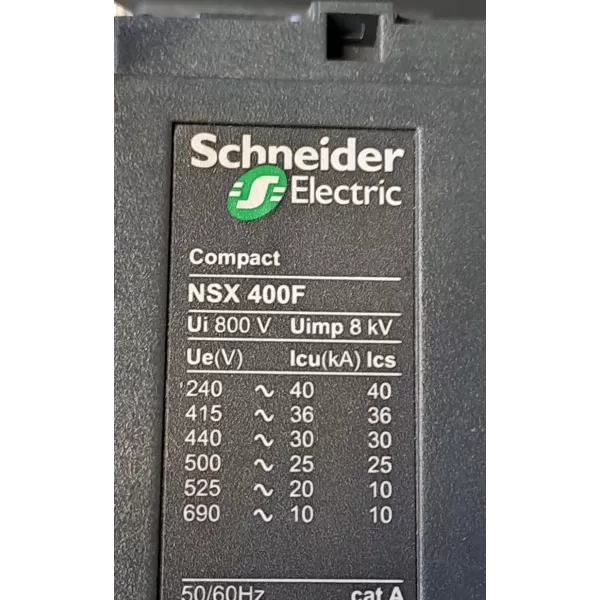 Schneider
Electric
Compact
NSX 400F
Ui 800 V Uimp 8 kV
Ue(V) Icu(kA) Ics
240 ~ 40 40
415 ~ 36 36
440 ~ 30 30
500 ~ 25 25
525 ~ 20 10
690 ~ 10 10
50/60Hz cat A